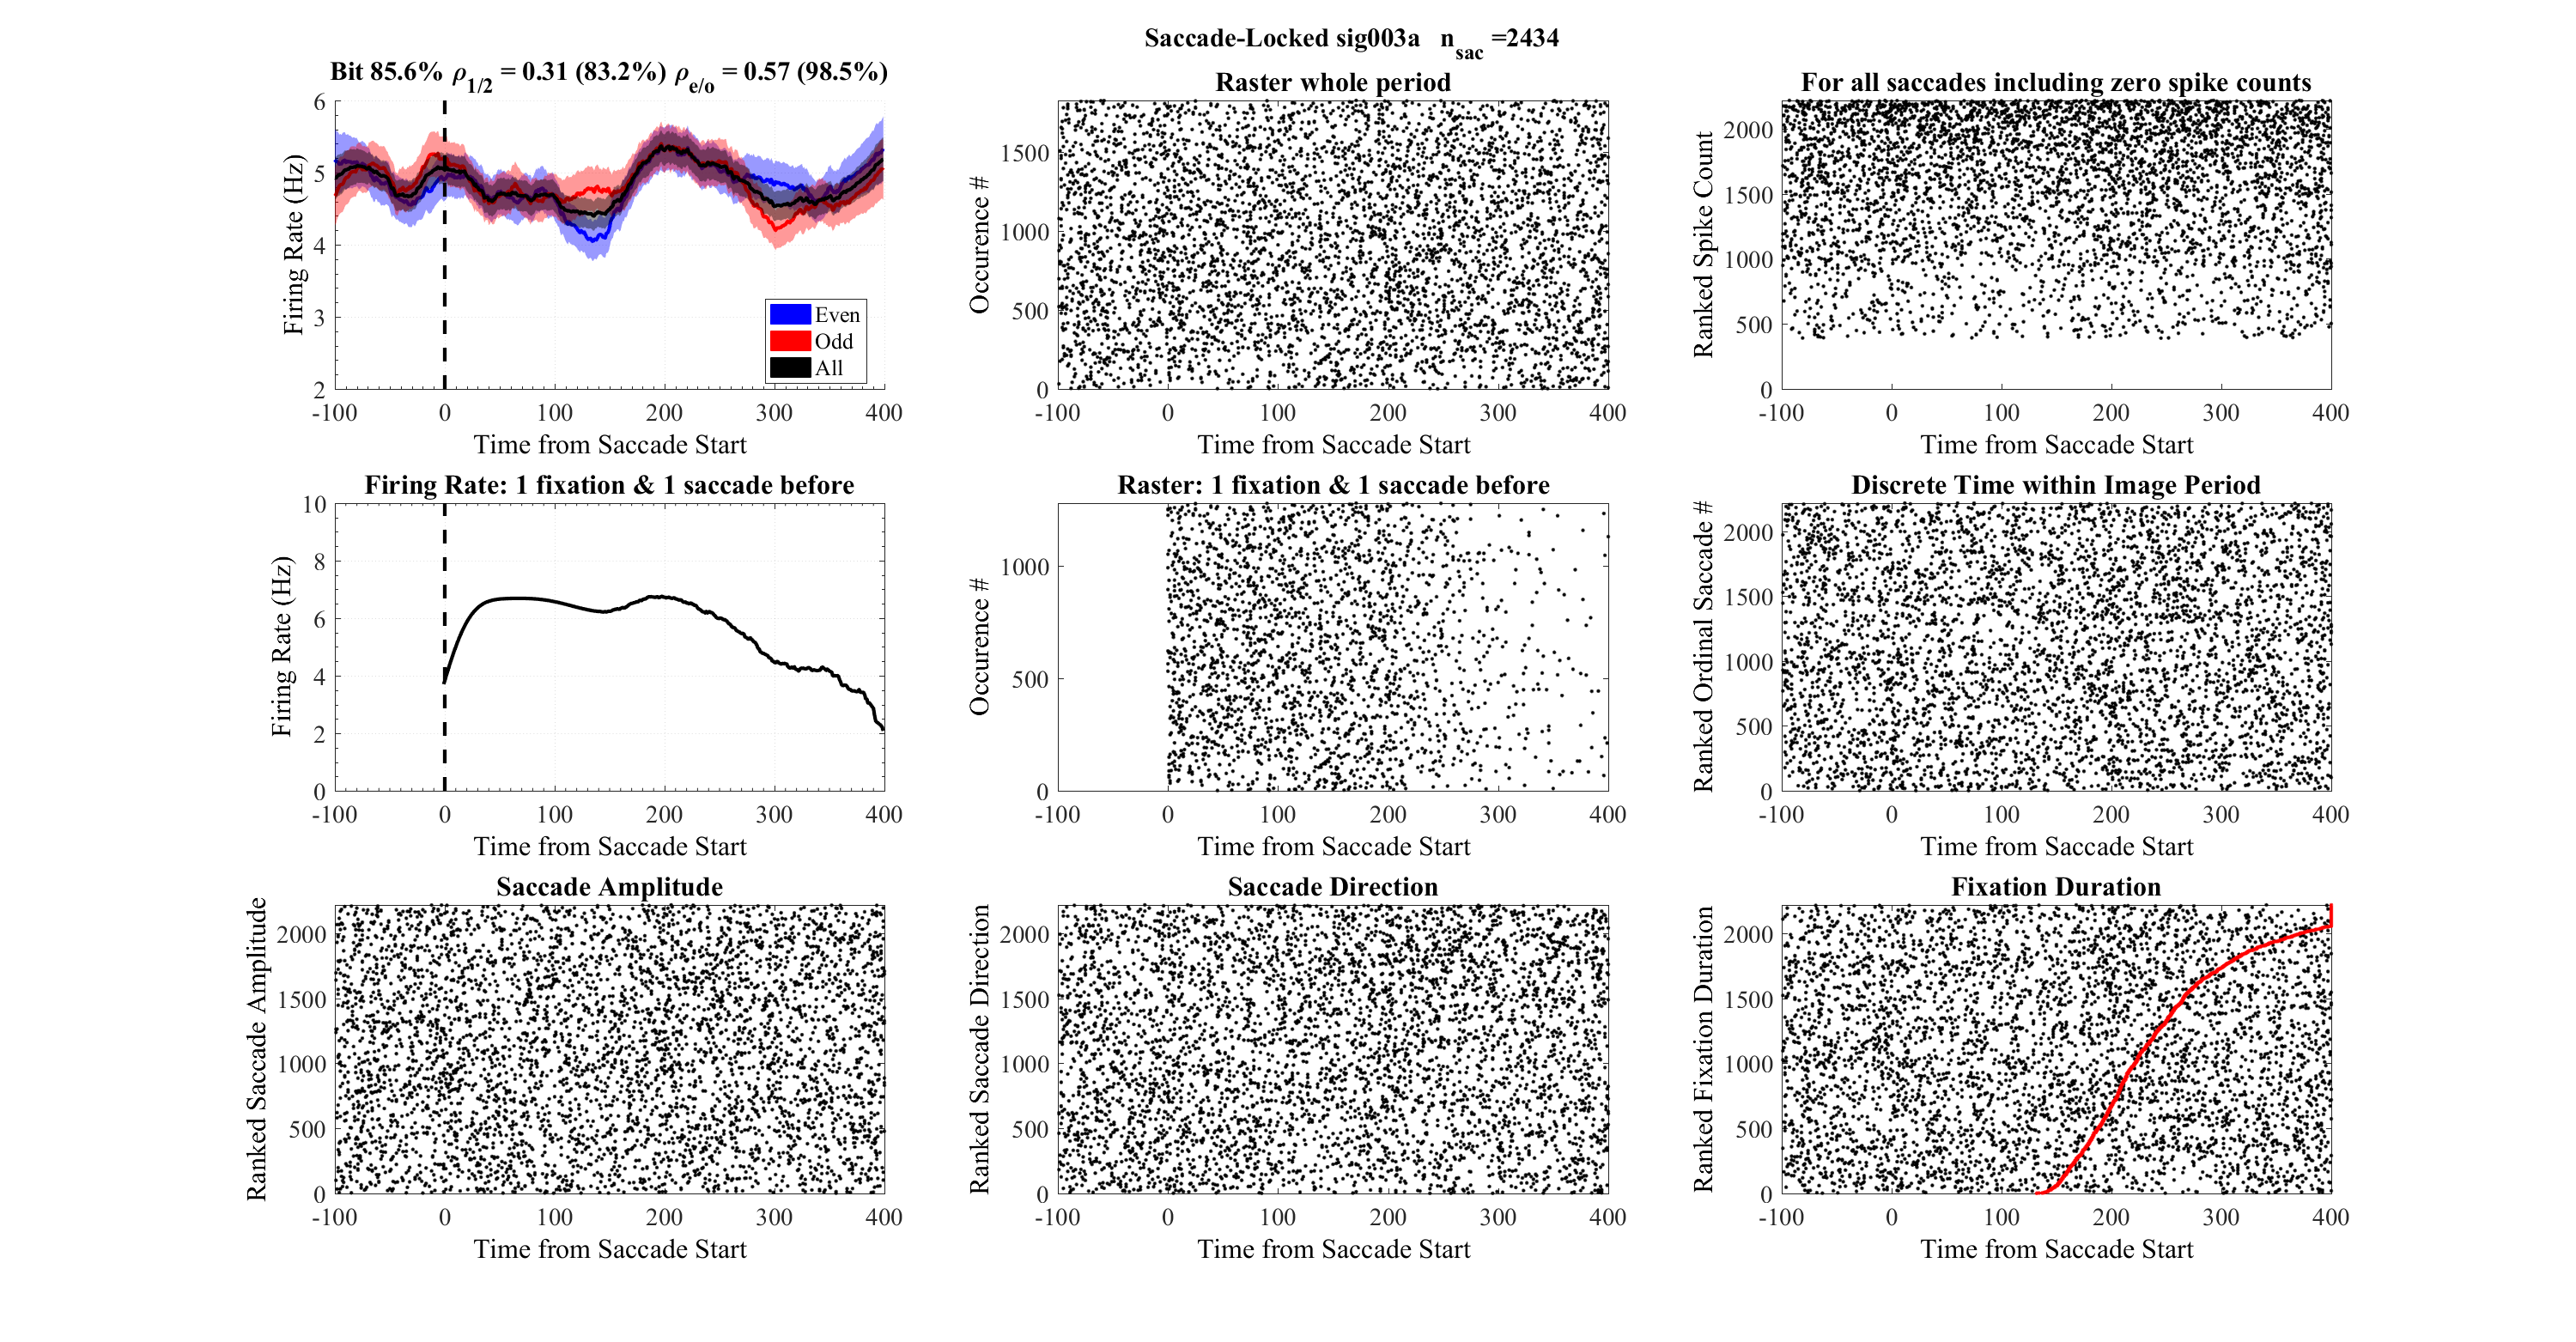 Saccade-Locked sig003a n_sac =2434
Bit 85.6% ρ_1/2 = 0.31 (83.2%) ρ_e/o = 0.57 (98.5%)
Firing Rate (Hz)
6
5
4
3
2
Even
Odd
All
-100 0 100 200 300 400
Time from Saccade Start
Raster whole period
Occurence #
1500
1000
500
0
-100 0 100 200 300 400
Time from Saccade Start
For all saccades including zero spike counts
Ranked Spike Count
2000
1500
1000
500
0
-100 0 100 200 300 400
Time from Saccade Start
Firing Rate: 1 fixation & 1 saccade before
Firing Rate (Hz)
10
8
6
4
2
0
-100 0 100 200 300 400
Time from Saccade Start
Raster: 1 fixation & 1 saccade before
Occurence #
1000
500
0
-100 0 100 200 300 400
Time from Saccade Start
Discrete Time within Image Period
Ranked Ordinal Saccade #
2000
1500
1000
500
0
-100 0 100 200 300 400
Time from Saccade Start
Saccade Amplitude
Ranked Saccade Amplitude
2000
1500
1000
500
0
-100 0 100 200 300 400
Time from Saccade Start
Saccade Direction
Ranked Saccade Direction
2000
1500
1000
500
0
-100 0 100 200 300 400
Time from Saccade Start
Fixation Duration
Ranked Fixation Duration
2000
1500
1000
500
0
-100 0 100 200 300 400
Time from Saccade Start